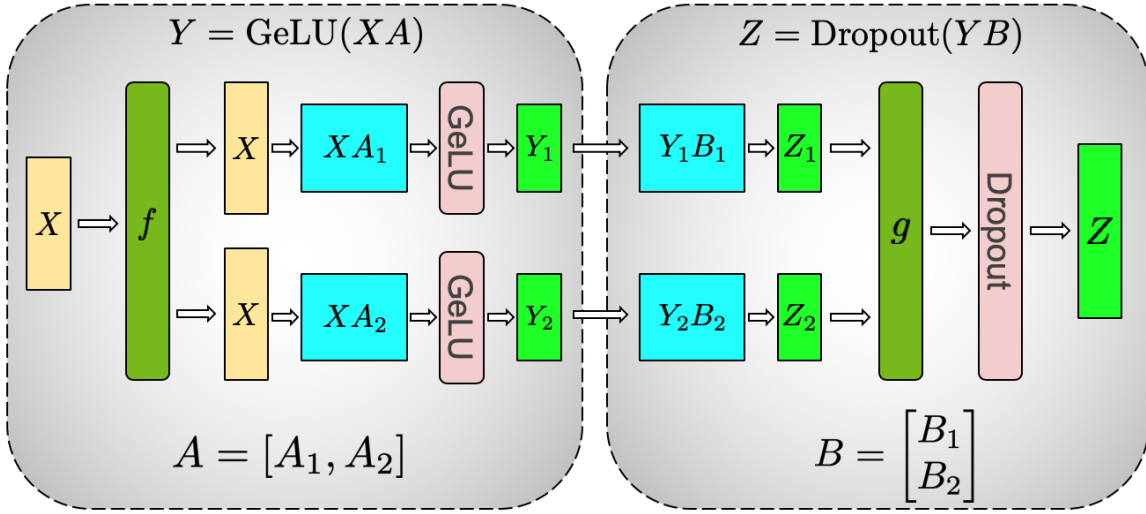 Y = GeLU(XA)
Z = Dropout(YB)
X
f
X
XA₁
GeLU
Y₁
X
XA₂
GeLU
Y₂
Y₁B₁
Z₁
Y₂B₂
Z₂
g
Dropout
Z
A = [A₁, A₂]
B = [B₁
B₂]